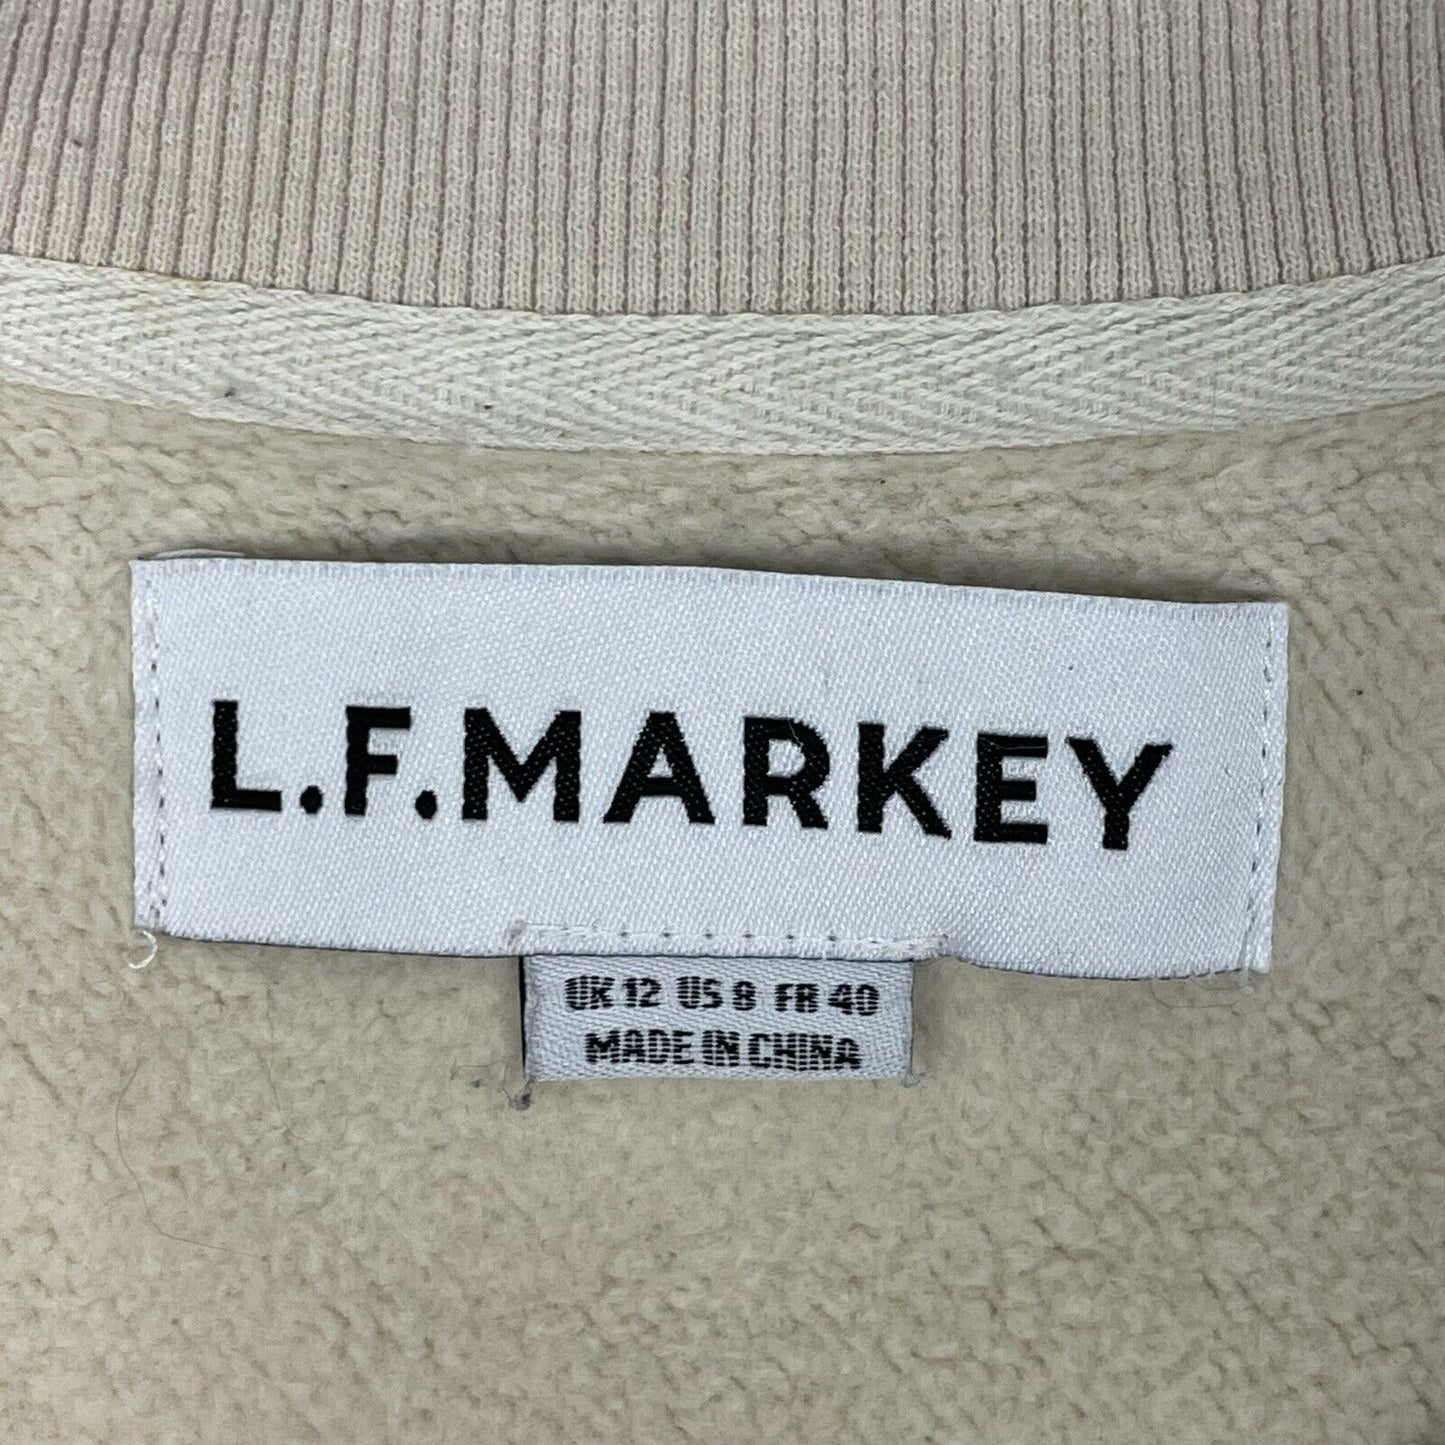 L.F.MARKEY
UK 12 US 8 FR 40
MADE IN CHINA